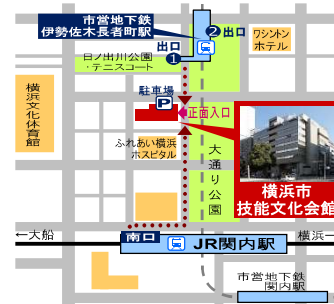 市営地下鉄
伊勢佐木長者町駅
出口
❷出口
ワシントン
ホテル
日ノ出川公園
・テニスコート
❶
駐車場
P
正面入口
横浜文化体育館
ふれあい横浜
ホスピタル
大通り公園
横浜市
技能文化会館
←大船
南口
JR関内駅
横浜→
市営地下鉄
関内駅